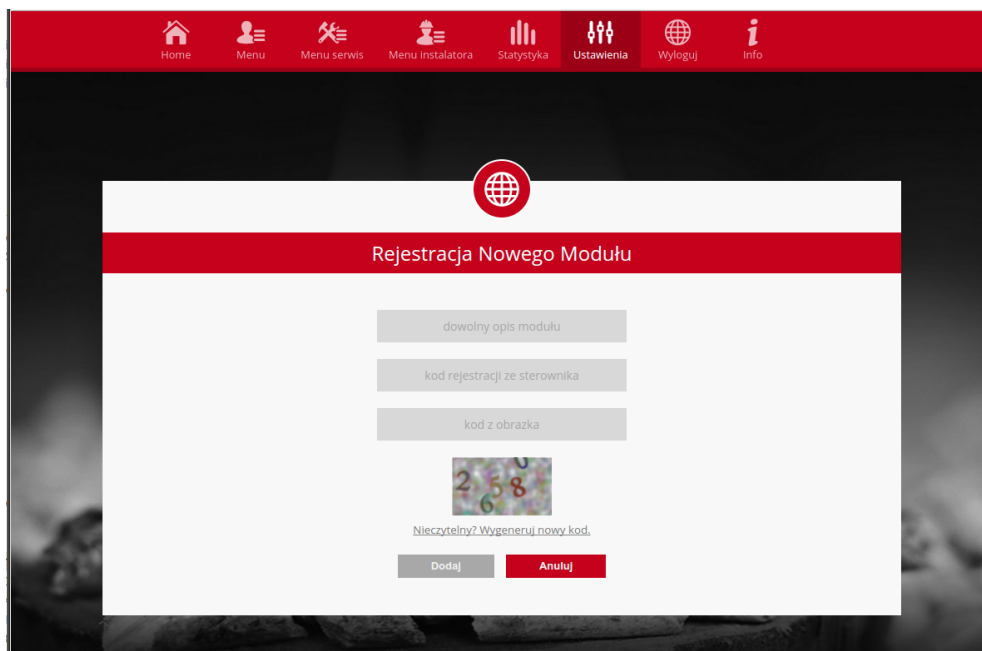 Home Menu Menu serwis Menu instalatora Statystyka Ustawienia Wyloguj Info
Rejestracja Nowego Modułu
dowolny opis modułu
kod rejestracji ze sterownika
kod z obrazka
Nieczytelny? Wygeneruj nowy kod.
Dodaj Anuluj